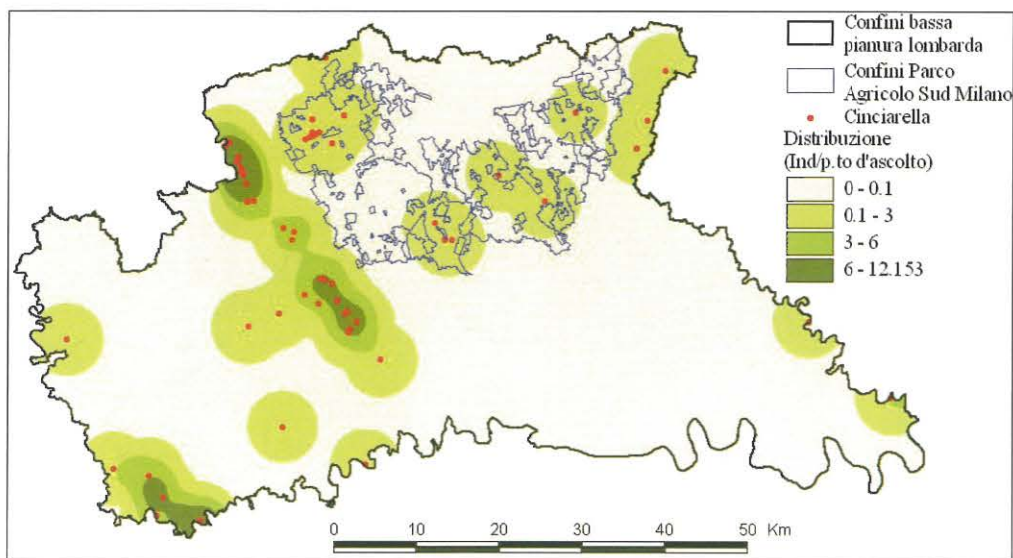 Confini bassa
pianura lombarda
Confini Parco
Agricolo Sud Milano
Cinciarella
Distribuzione
(Ind/p.to d'ascolto)
0 - 0.1
0.1 - 3
3 - 6
6 - 12.153
0 10 20 30 40 50 Km